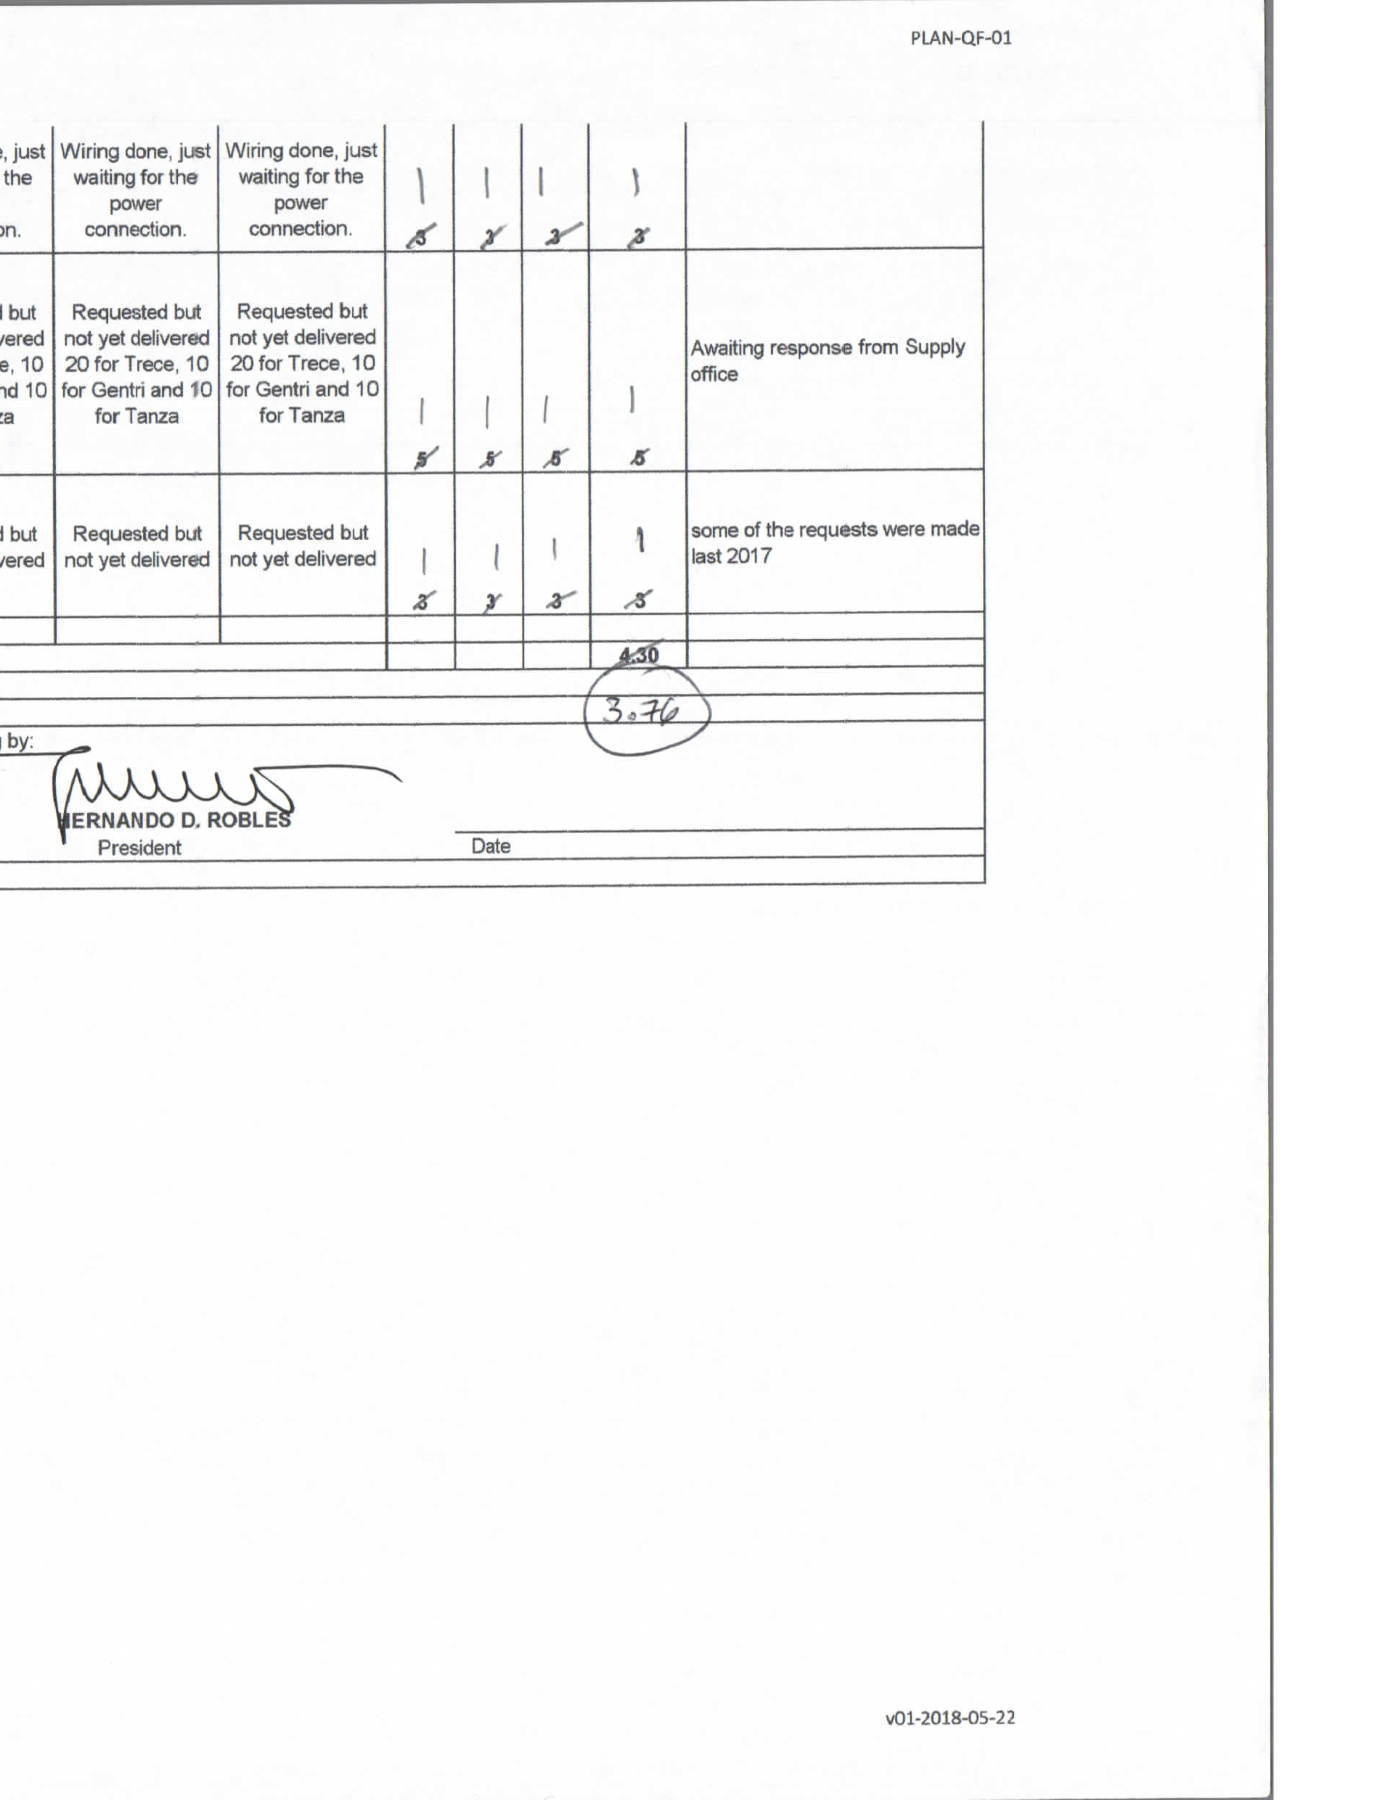 PLAN-QF-01
, just
the
on.
Wiring done, just
waiting for the
power
connection.
Wiring done, just
waiting for the
power
connection.
1 1 1 1
3 3 3 3
but
vered
e, 10
nd 10
za
Requested but
not yet delivered
20 for Trece, 10
for Gentri and 10
for Tanza
Requested but
not yet delivered
20 for Trece, 10
for Gentri and 10
for Tanza
1 1 1 1
5 5 5 5
Awaiting response from Supply
office
but
vered
Requested but
not yet delivered
Requested but
not yet delivered
1 1 1 1
3 3 3 3
some of the requests were made
last 2017
4.30
3.76
by:
HERNANDO D. ROBLES
President
Date
v01-2018-05-22